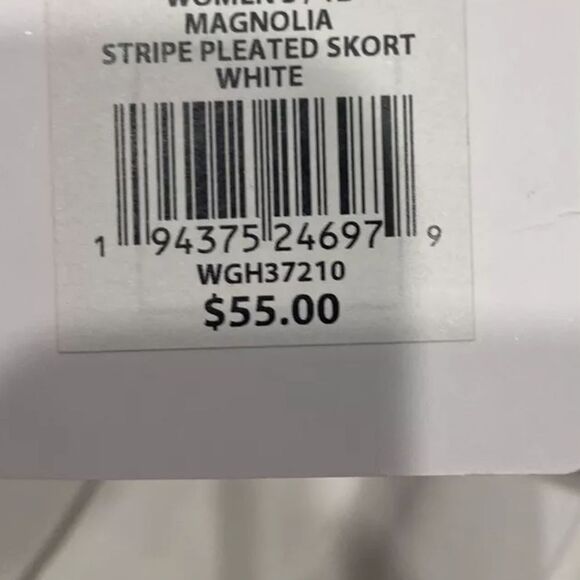 MAGNOLIA
STRIPE PLEATED SKORT
WHITE
1 94375 24697 9
WGH37210
$55.00